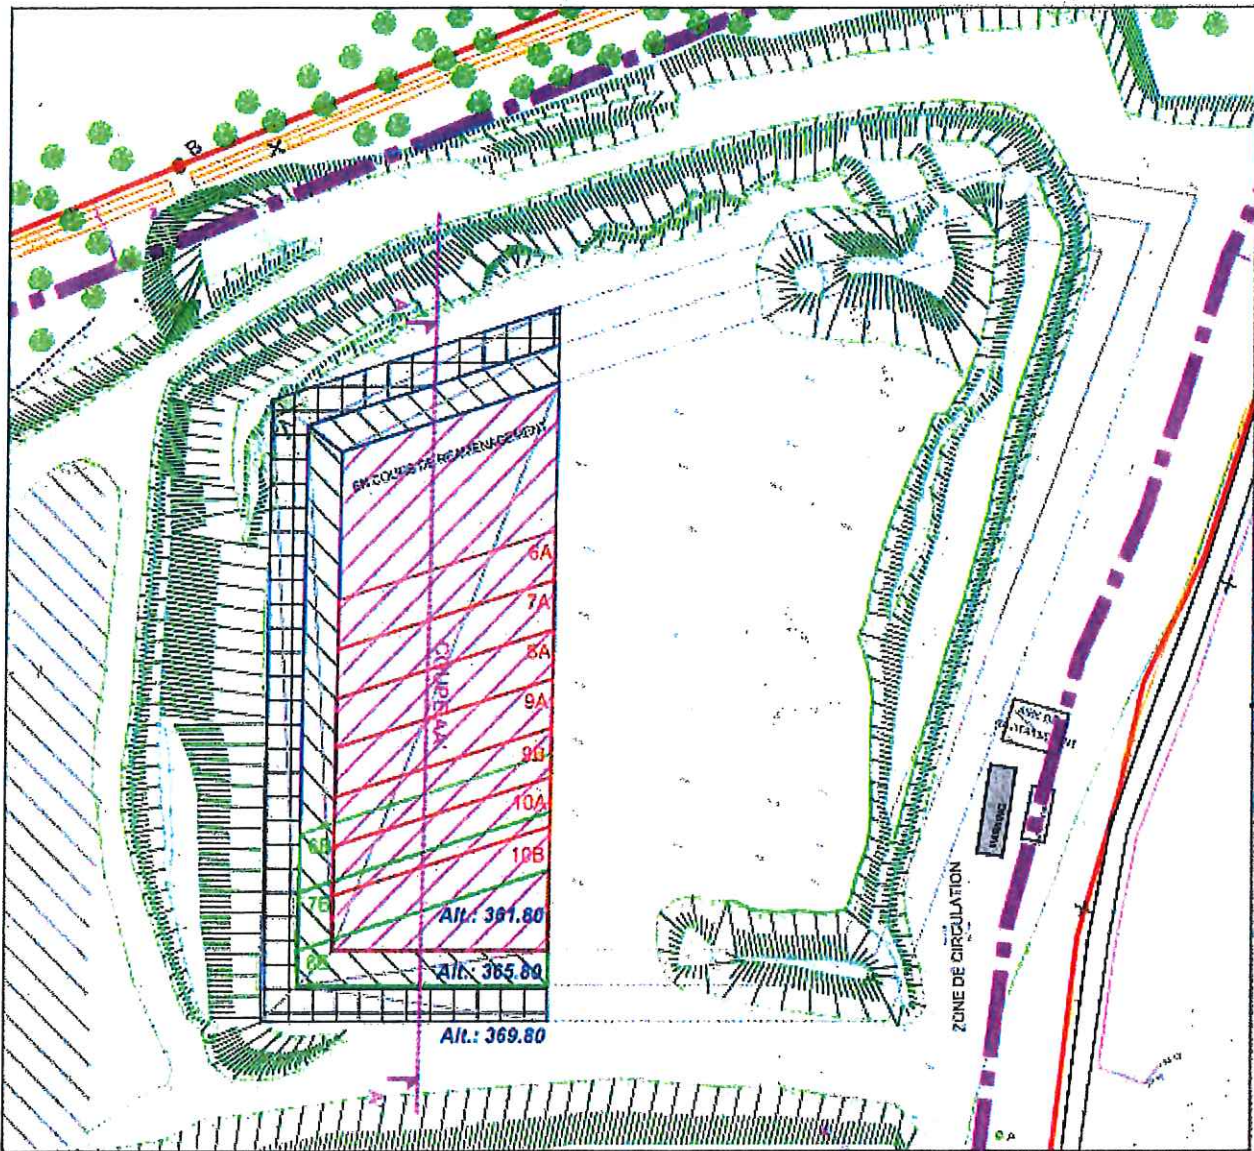 B
A
EN COURS DE REAMENAGEMENT
6A
7A
8A
COUPE AA'
9A
9B
10A
6B
10B
7B
Alt.: 361.80
8B
Alt.: 365.80
Alt.: 369.80
A
ZONE DE CIRCULATION
A